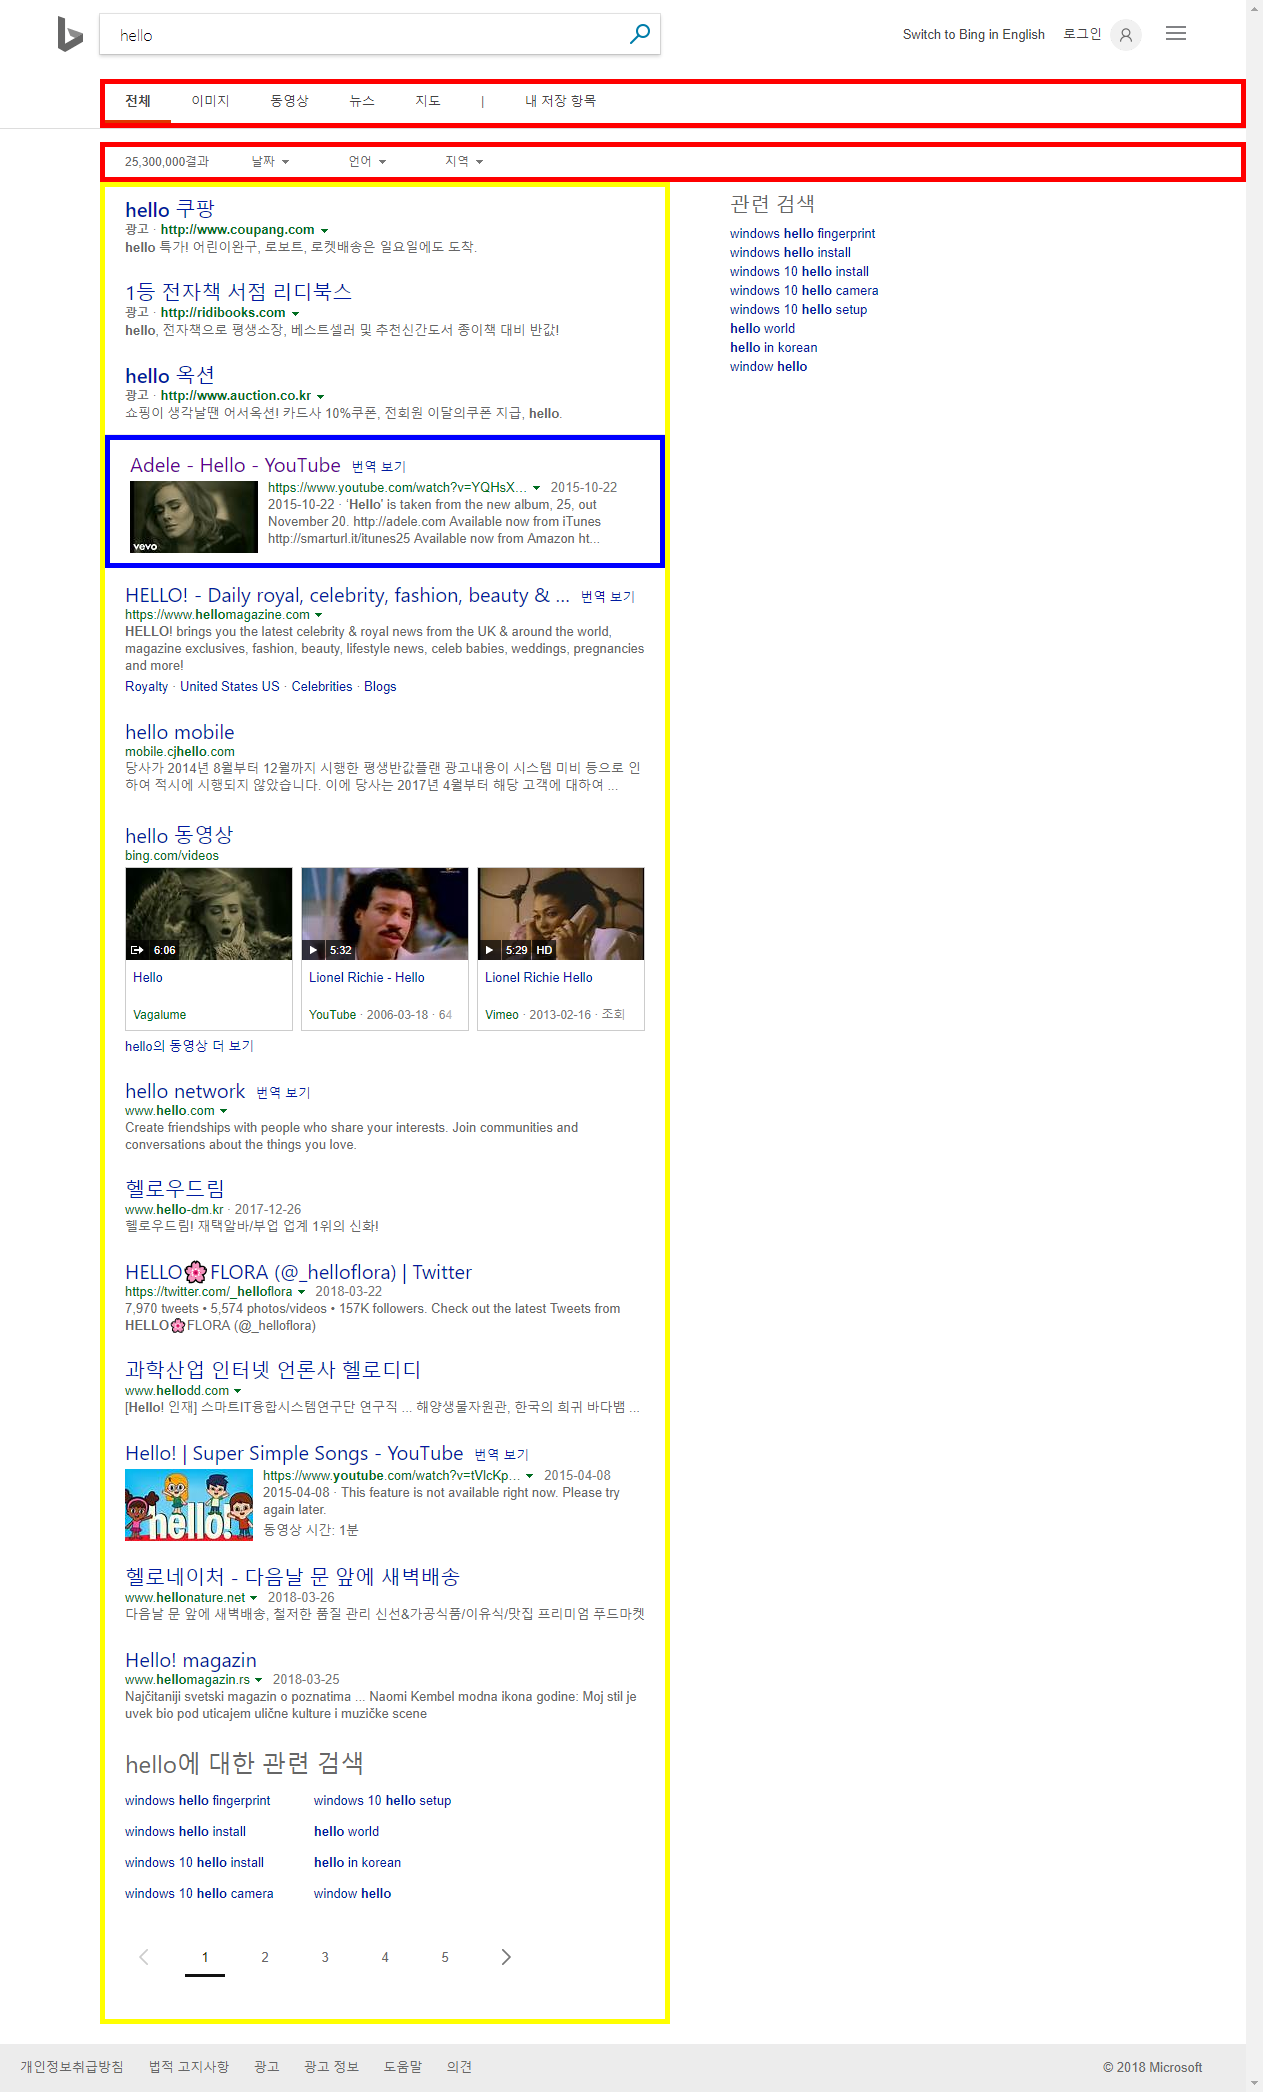 hello
Switch to Bing in English 로그인
전체 이미지 동영상 뉴스 지도 | 내 저장 항목
25,300,000결과 날짜 언어 지역
hello 쿠팡
광고 · http://www.coupang.com
hello 특가! 어린이완구, 로보트, 로켓배송은 일요일에도 도착.
1등 전자책 서점 리디북스
광고 · http://ridibooks.com
hello, 전자책으로 평생소장, 베스트셀러 및 추천신간도서 종이책 대비 반값!
hello 옥션
광고 · http://www.auction.co.kr
쇼핑이 생각날땐 어서옥션! 카드사 10%쿠폰, 전회원 이달의쿠폰 지급, hello.
Adele - Hello - YouTube 번역 보기
vevo
https://www.youtube.com/watch?v=YQHsX... 2015-10-22
2015-10-22 · 'Hello' is taken from the new album, 25, out
November 20. http://adele.com Available now from iTunes
http://smarturl.it/itunes25 Available now from Amazon ht...
HELLO! - Daily royal, celebrity, fashion, beauty & ... 번역 보기
https://www.hellomagazine.com
HELLO! brings you the latest celebrity & royal news from the UK & around the world,
magazine exclusives, fashion, beauty, lifestyle news, celeb babies, weddings, pregnancies
and more!
Royalty · United States US · Celebrities · Blogs
hello mobile
mobile.cjhello.com
당사가 2014년 8월부터 12월까지 시행한 평생반값플랜 광고내용이 시스템 미비 등으로 인
하여 적시에 시행되지 않았습니다. 이에 당사는 2017년 4월부터 해당 고객에 대하여 ...
hello 동영상
bing.com/videos
6:06 5:32 5:29 HD
Hello Lionel Richie - Hello Lionel Richie Hello
Vagalume YouTube · 2006-03-18 · 64 Vimeo · 2013-02-16 · 조회
hello의 동영상 더 보기
hello network 번역 보기
www.hello.com
Create friendships with people who share your interests. Join communities and
conversations about the things you love.
헬로우드림
www.hello-dm.kr · 2017-12-26
헬로우드림! 재택알바/부업 업계 1위의 신화!
HELLO🌸FLORA (@_helloflora) | Twitter
https://twitter.com/_helloflora 2018-03-22
7,970 tweets • 5,574 photos/videos • 157K followers. Check out the latest Tweets from
HELLO🌸FLORA (@_helloflora)
과학산업 인터넷 언론사 헬로디디
www.hellodd.com
[Hello! 인재] 스마트IT융합시스템연구단 연구직 ... 해양생물자원관, 한국의 희귀 바다뱀 ...
Hello! | Super Simple Songs - YouTube 번역 보기
hello!
https://www.youtube.com/watch?v=tVlcKp... 2015-04-08
2015-04-08 · This feature is not available right now. Please try
again later.
동영상 시간: 1분
헬로네이처 - 다음날 문 앞에 새벽배송
www.hellonature.net 2018-03-26
다음날 문 앞에 새벽배송, 철저한 품질 관리 신선&가공식품/이유식/맛집 프리미엄 푸드마켓
Hello! magazin
www.hellomagazin.rs 2018-03-25
Najčitaniji svetski magazin o poznatima ... Naomi Kembel modna ikona godine: Moj stil je
uvek bio pod uticajem ulične kulture i muzičke scene
hello에 대한 관련 검색
windows hello fingerprint windows 10 hello setup
windows hello install hello world
windows 10 hello install hello in korean
windows 10 hello camera window hello
1 2 3 4 5
관련 검색
windows hello fingerprint
windows hello install
windows 10 hello install
windows 10 hello camera
windows 10 hello setup
hello world
hello in korean
window hello
개인정보취급방침 법적 고지사항 광고 광고 정보 도움말 의견 © 2018 Microsoft